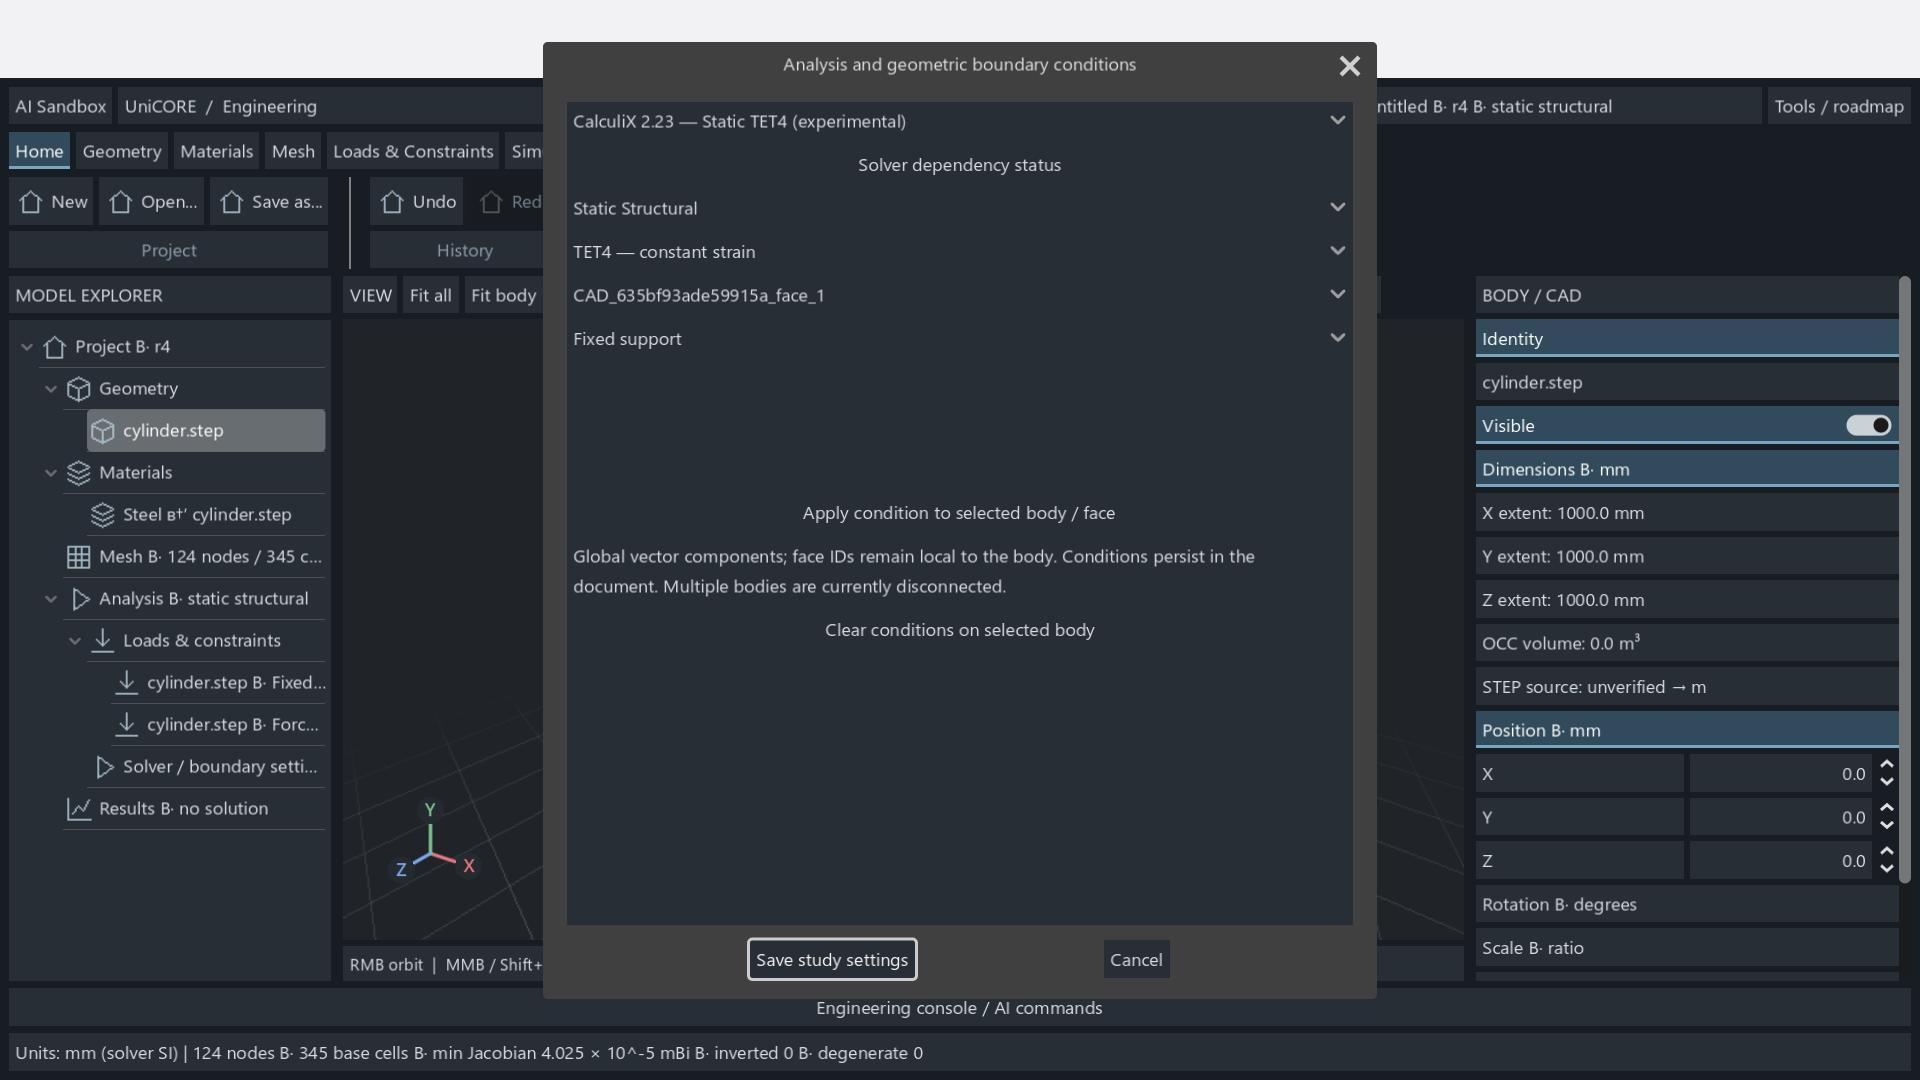 Analysis and geometric boundary conditions
AI Sandbox
UniCORE / Engineering
ntitled В· r4 В· static structural
Tools / roadmap
Home
Geometry
Materials
Mesh
Loads & Constraints
Sim
New
Open...
Save as...
Undo
Red
Project
History
MODEL EXPLORER
VIEW
Fit all
Fit body
Project В· r4
Geometry
cylinder.step
Materials
Steel в†’ cylinder.step
Mesh В· 124 nodes / 345 c...
Analysis В· static structural
Loads & constraints
cylinder.step В· Fixed...
cylinder.step В· Forc...
Solver / boundary setti...
Results В· no solution
Y
Z
X
RMB orbit | MMB / Shift+
CalculiX 2.23 — Static TET4 (experimental)
Solver dependency status
Static Structural
TET4 — constant strain
CAD_635bf93ade59915a_face_1
Fixed support
Apply condition to selected body / face
Global vector components; face IDs remain local to the body. Conditions persist in the
document. Multiple bodies are currently disconnected.
Clear conditions on selected body
Save study settings
Cancel
BODY / CAD
Identity
cylinder.step
Visible
Dimensions В· mm
X extent: 1000.0 mm
Y extent: 1000.0 mm
Z extent: 1000.0 mm
OCC volume: 0.0 m³
STEP source: unverified → m
Position В· mm
X 0.0
Y 0.0
Z 0.0
Rotation В· degrees
Scale В· ratio
Engineering console / AI commands
Units: mm (solver SI) | 124 nodes В· 345 base cells В· min Jacobian 4.025 × 10^-5 mВі В· inverted 0 В· degenerate 0